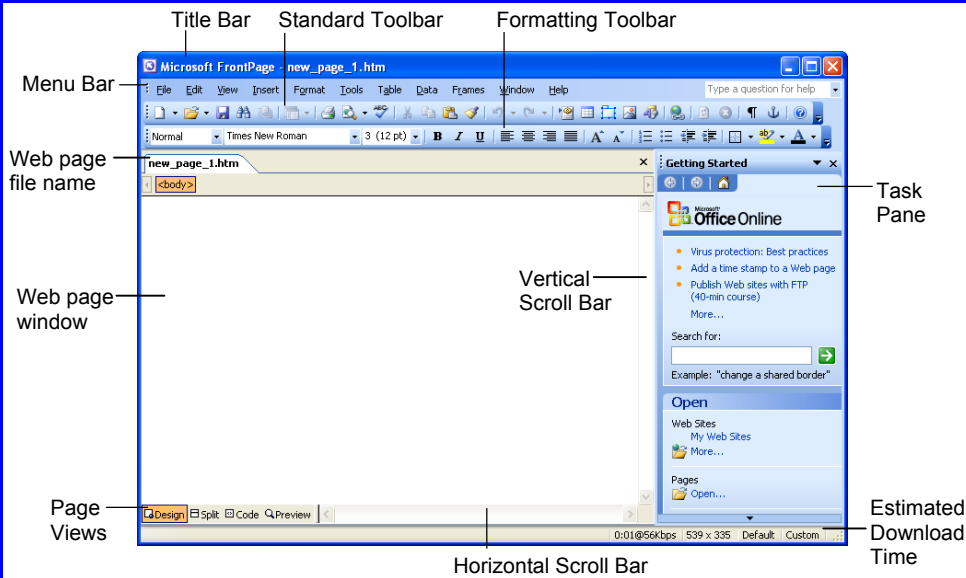 Title Bar
Standard Toolbar
Formatting Toolbar
Microsoft FrontPage - new_page_1.htm
Menu Bar
File Edit View Insert Format Tools Table Data Frames Window Help
Type a question for help
Normal
Times New Roman
3 (12 pt)
B I U
A A
A
Web page
file name
new_page_1.htm
<body>
Getting Started
Task
Pane
Microsoft
Office Online
Virus protection: Best practices
Add a time stamp to a Web page
Publish Web sites with FTP
(40-min course)
More...
Vertical
Scroll Bar
Web page
window
Search for:
Example: "change a shared border"
Open
Web Sites
My Web Sites
More...
Pages
Open...
Page
Views
Design Split Code Preview
0:01@56Kbps 539 x 335 Default Custom
Estimated
Download
Time
Horizontal Scroll Bar